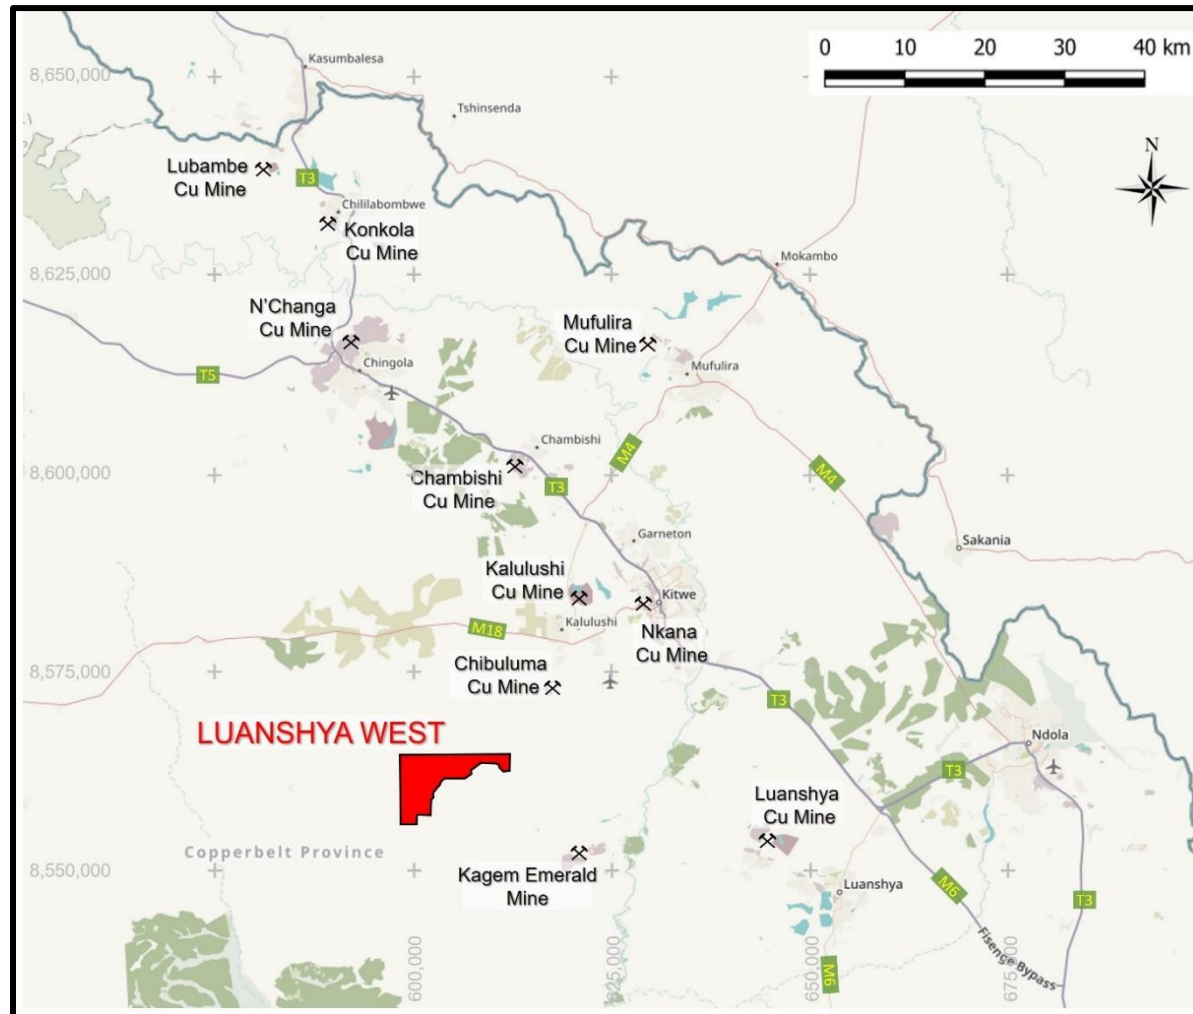 0 10 20 30 40 km
8,650,000
Kasumbalesa
Tshinsenda
N
Lubambe
Cu Mine
T3
Chililabombwe
Konkola
Cu Mine
Mokambo
8,625,000
N'Changa
Cu Mine
Mufulira
Cu Mine
Chingola
Mufulira
T5
Chambishi
M4
M4
8,600,000
Chambishi
Cu Mine
T3
Garneton
Sakania
Kalulushi
Cu Mine
Kitwe
Kalulushi
M18
Nkana
Cu Mine
Chibuluma
Cu Mine
8,575,000
T3
LUANSHYA WEST
Ndola
T3
Luanshya
Cu Mine
Copperbelt Province
8,550,000
Kagem Emerald
Mine
Luanshya
M6
T3
Fisence Bypass
600,000
625,000
650,000
675,000
M6